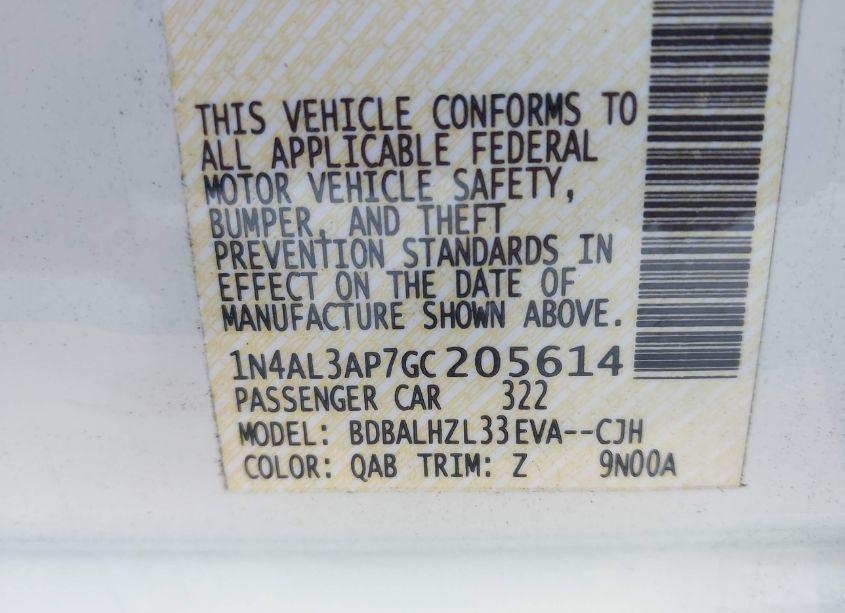 THIS VEHICLE CONFORMS TO
ALL APPLICABLE FEDERAL
MOTOR VEHICLE SAFETY,
BUMPER, AND THEFT
PREVENTION STANDARDS IN
EFFECT ON THE DATE OF
MANUFACTURE SHOWN ABOVE.
1N4AL3AP7GC205614
PASSENGER CAR 322
MODEL: BDBALHZL33EVA--CJH
COLOR: QAB TRIM: Z 9N00A